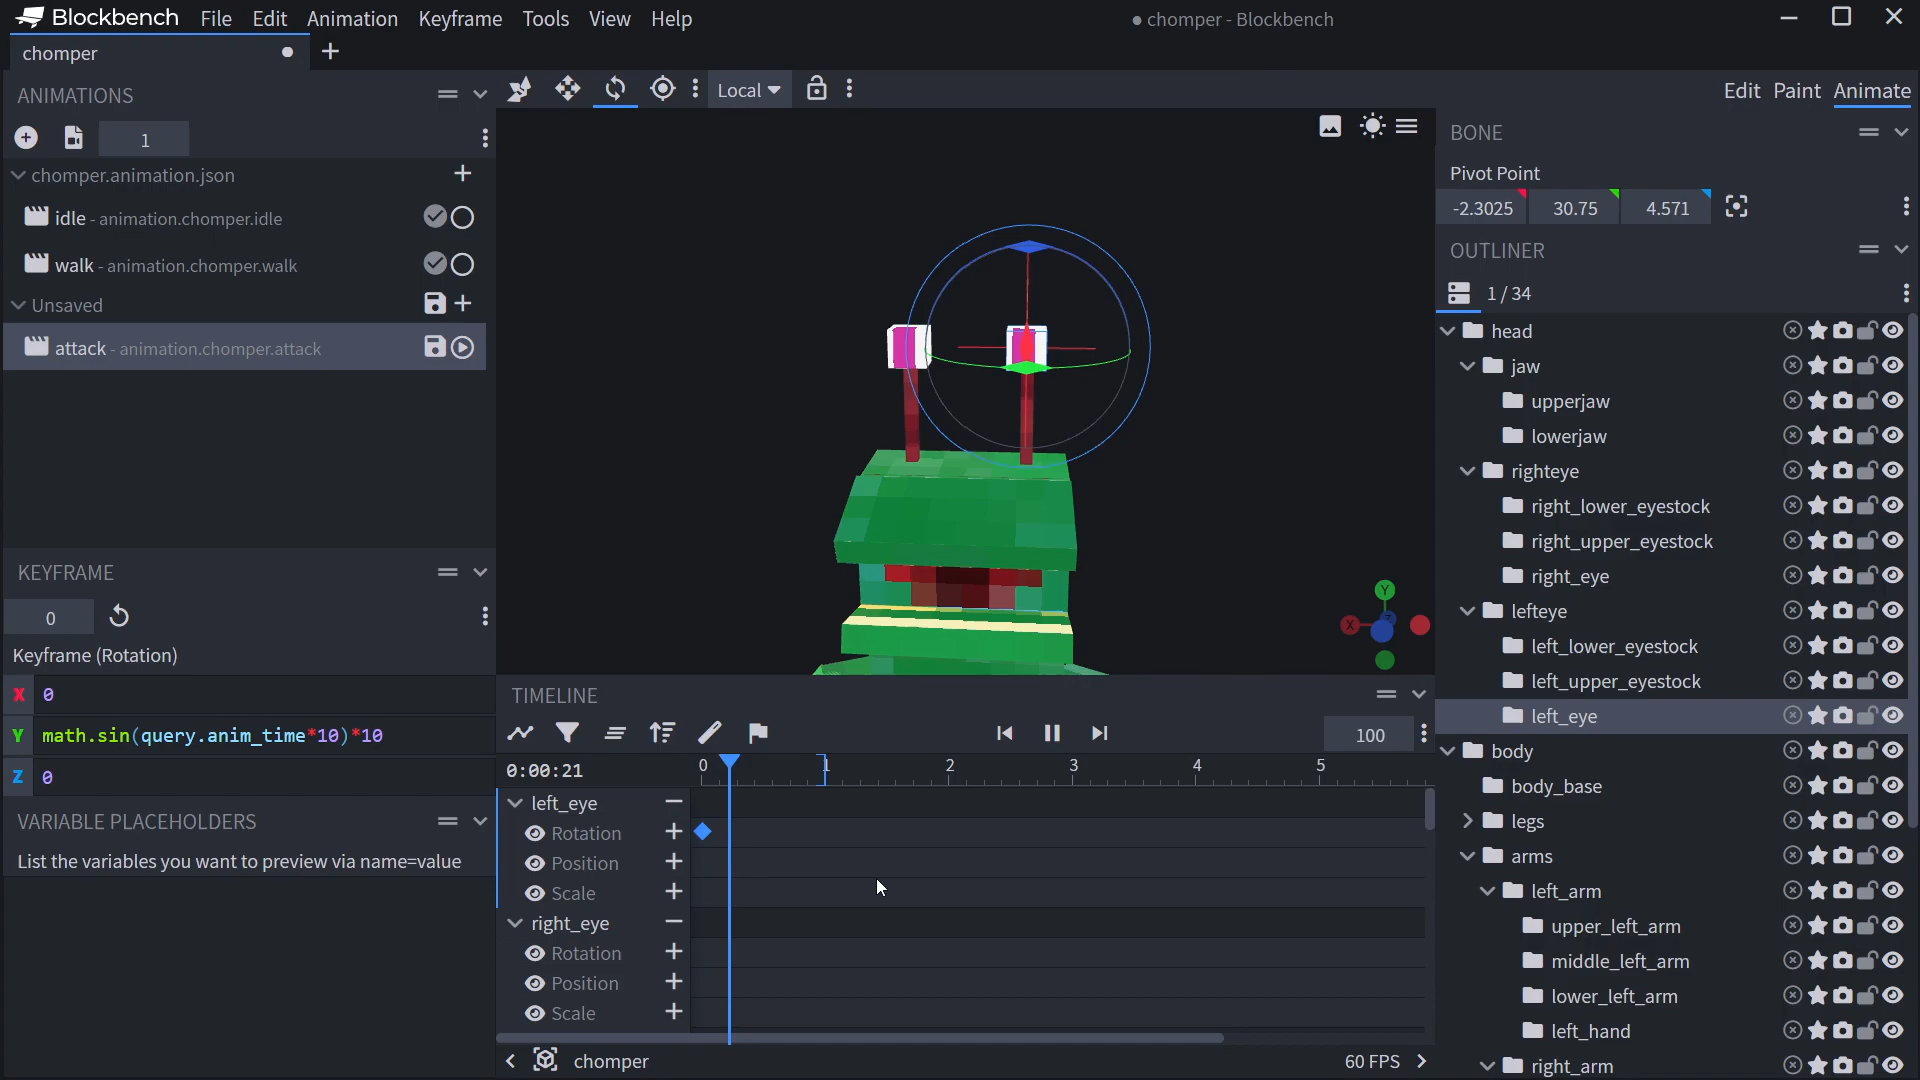 Blockbench File Edit Animation Keyframe Tools View Help
● chomper - Blockbench
chomper
ANIMATIONS
Local
Edit Paint Animate
1
chomper.animation.json
idle - animation.chomper.idle
walk - animation.chomper.walk
Unsaved
attack - animation.chomper.attack
KEYFRAME
0
Keyframe (Rotation)
X 0
Y math.sin(query.anim_time*10)*10
Z 0
VARIABLE PLACEHOLDERS
List the variables you want to preview via name=value
Y
X
Z
TIMELINE
100
0:00:21
0 1 2 3 4 5
left_eye
Rotation
Position
Scale
right_eye
Rotation
Position
Scale
chomper
60 FPS
BONE
Pivot Point
-2.3025 30.75 4.571
OUTLINER
1 / 34
head
jaw
upperjaw
lowerjaw
righteye
right_lower_eyestock
right_upper_eyestock
right_eye
lefteye
left_lower_eyestock
left_upper_eyestock
left_eye
body
body_base
legs
arms
left_arm
upper_left_arm
middle_left_arm
lower_left_arm
left_hand
right_arm